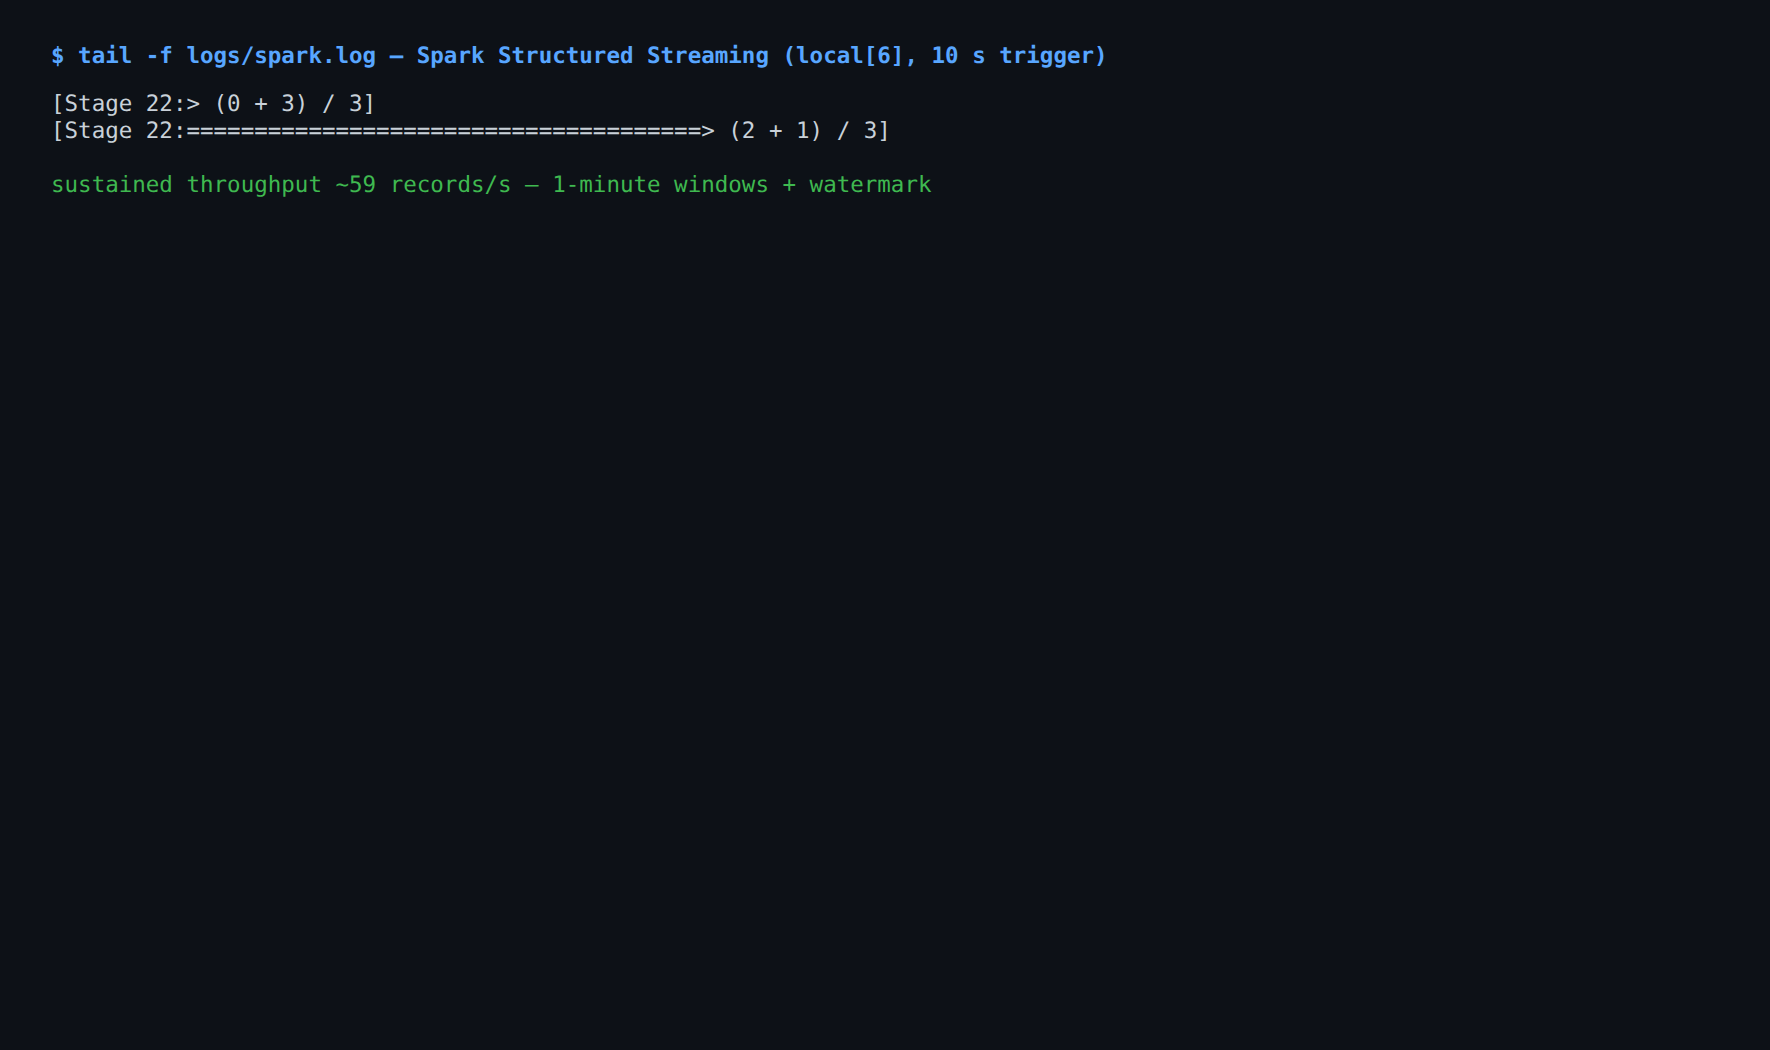 $ tail -f logs/spark.log — Spark Structured Streaming (local[6], 10 s trigger)
[Stage 22:> (0 + 3) / 3]
[Stage 22:======================================> (2 + 1) / 3]
sustained throughput ~59 records/s — 1-minute windows + watermark